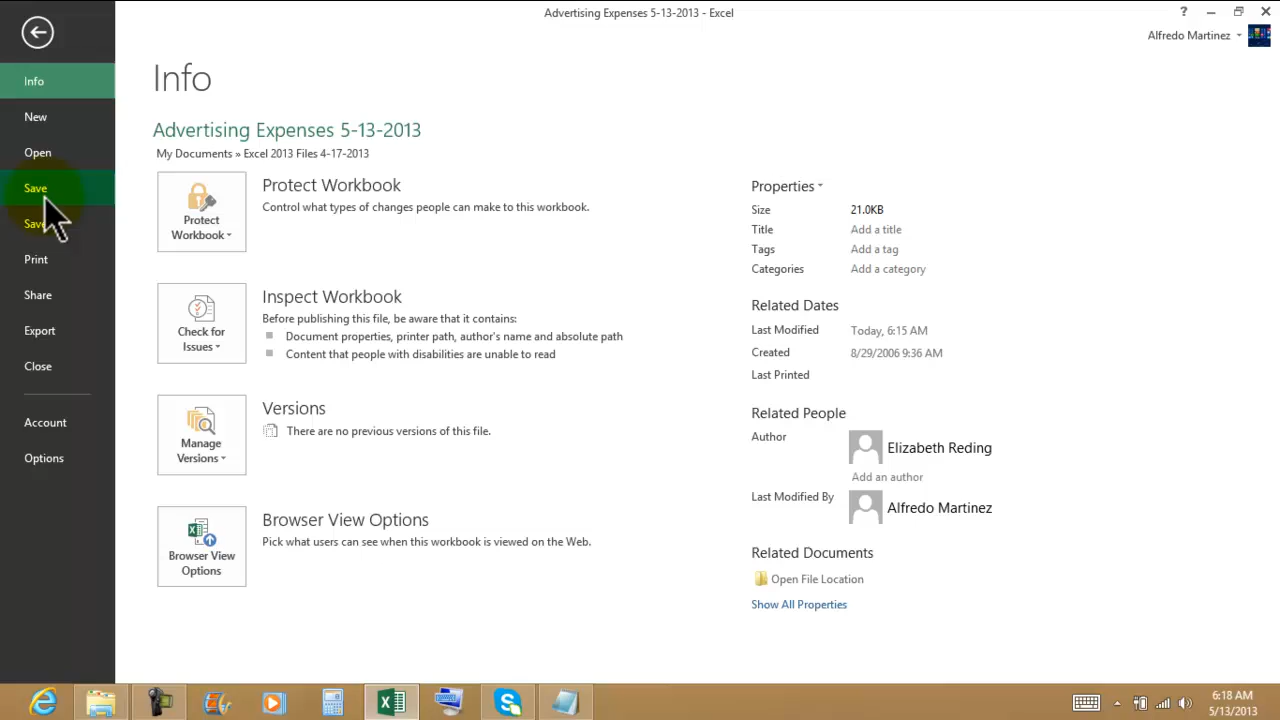 Advertising Expenses 5-13-2013 - Excel
?
Alfredo Martinez
Info
New
Open
Save
Save
Print
Share
Export
Close
Account
Options
Info
Advertising Expenses 5-13-2013
My Documents » Excel 2013 Files 4-17-2013
Protect
Workbook
Protect Workbook
Control what types of changes people can make to this workbook.
Check for
Issues
Inspect Workbook
Before publishing this file, be aware that it contains:
Document properties, printer path, author's name and absolute path
Content that people with disabilities are unable to read
Manage
Versions
Versions
There are no previous versions of this file.
Browser View
Options
Browser View Options
Pick what users can see when this workbook is viewed on the Web.
Properties
Size 21.0KB
Title Add a title
Tags Add a tag
Categories Add a category
Related Dates
Last Modified Today, 6:15 AM
Created 8/29/2006 9:36 AM
Last Printed
Related People
Author Elizabeth Reding
Add an author
Last Modified By Alfredo Martinez
Related Documents
Open File Location
Show All Properties
6:18 AM
5/13/2013